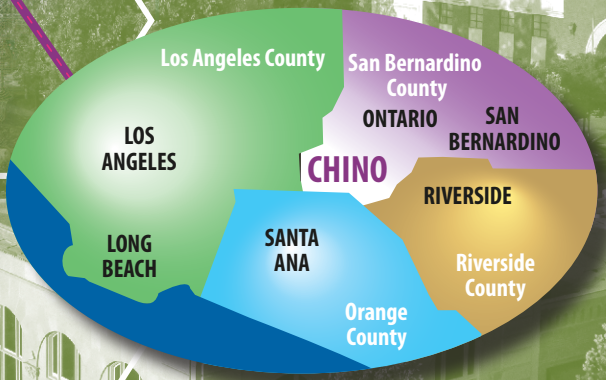 Los Angeles County
San Bernardino
County
ONTARIO
SAN
BERNARDINO
LOS
ANGELES
CHINO
RIVERSIDE
LONG
BEACH
SANTA
ANA
Riverside
County
Orange
County